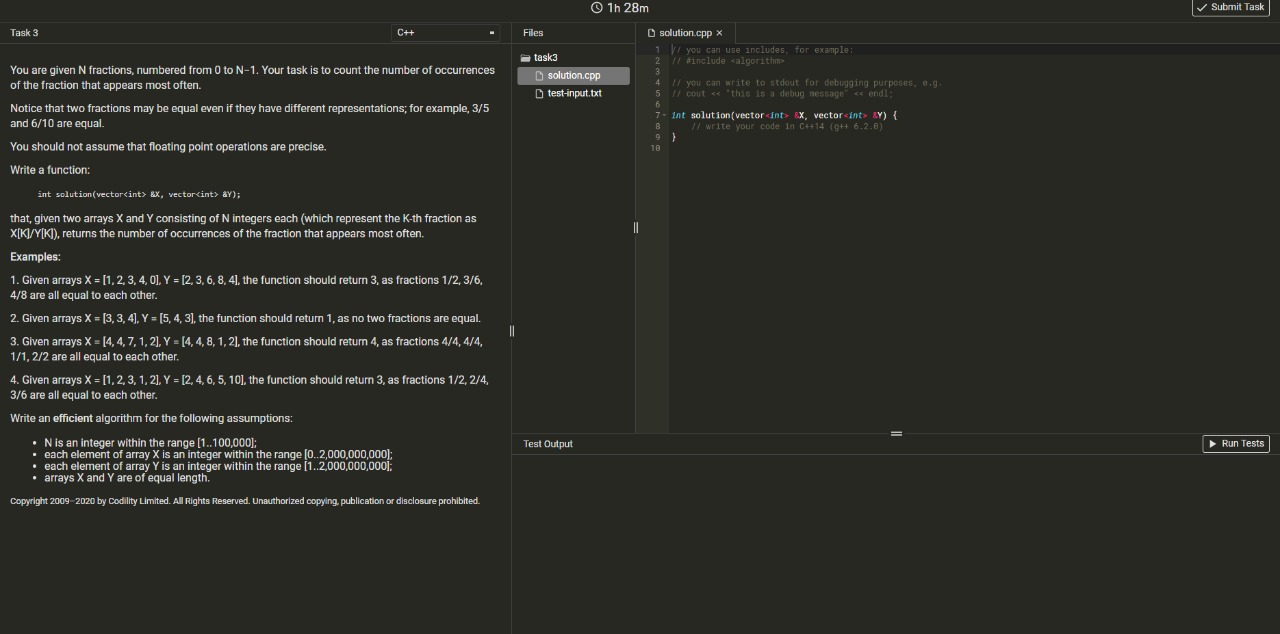 1h 28m
Submit Task
Task 3
C++
Files
solution.cpp ×
You are given N fractions, numbered from 0 to N−1. Your task is to count the number of occurrences
of the fraction that appears most often.
Notice that two fractions may be equal even if they have different representations; for example, 3/5
and 6/10 are equal.
You should not assume that floating point operations are precise.
Write a function:
int solution(vector<int> &X, vector<int> &Y);
that, given two arrays X and Y consisting of N integers each (which represent the K-th fraction as
X[K]/Y[K]), returns the number of occurrences of the fraction that appears most often.
Examples:
1. Given arrays X = [1, 2, 3, 4, 0], Y = [2, 3, 6, 8, 4], the function should return 3, as fractions 1/2, 3/6,
4/8 are all equal to each other.
2. Given arrays X = [3, 3, 4], Y = [5, 4, 3], the function should return 1, as no two fractions are equal.
3. Given arrays X = [4, 4, 7, 1, 2], Y = [4, 4, 8, 1, 2], the function should return 4, as fractions 4/4, 4/4,
1/1, 2/2 are all equal to each other.
4. Given arrays X = [1, 2, 3, 1, 2], Y = [2, 4, 6, 5, 10], the function should return 3, as fractions 1/2, 2/4,
3/6 are all equal to each other.
Write an efficient algorithm for the following assumptions:
• N is an integer within the range [1..100,000];
• each element of array X is an integer within the range [0..2,000,000,000];
• each element of array Y is an integer within the range [1..2,000,000,000];
• arrays X and Y are of equal length.
Copyright 2009–2020 by Codility Limited. All Rights Reserved. Unauthorized copying, publication or disclosure prohibited.
task3
solution.cpp
test-input.txt
1 // you can use includes, for example:
2 // #include <algorithm>
3
4 // you can write to stdout for debugging purposes, e.g.
5 // cout << "this is a debug message" << endl;
6
7 int solution(vector<int> &X, vector<int> &Y) {
8 // write your code in C++14 (g++ 6.2.0)
9 }
10
Test Output
Run Tests